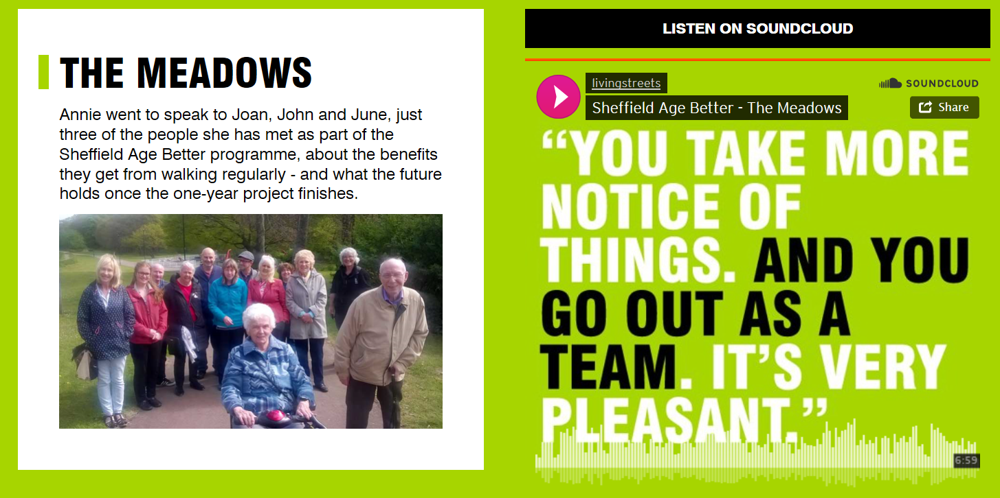 THE MEADOWS
Annie went to speak to Joan, John and June, just
three of the people she has met as part of the
Sheffield Age Better programme, about the benefits
they get from walking regularly - and what the future
holds once the one-year project finishes.
LISTEN ON SOUNDCLOUD
livingstreets
SOUNDCLOUD
Sheffield Age Better - The Meadows
Share
“YOU TAKE MORE
NOTICE OF
THINGS. AND YOU
GO OUT AS A
TEAM. IT’S VERY
PLEASANT.”
6:59